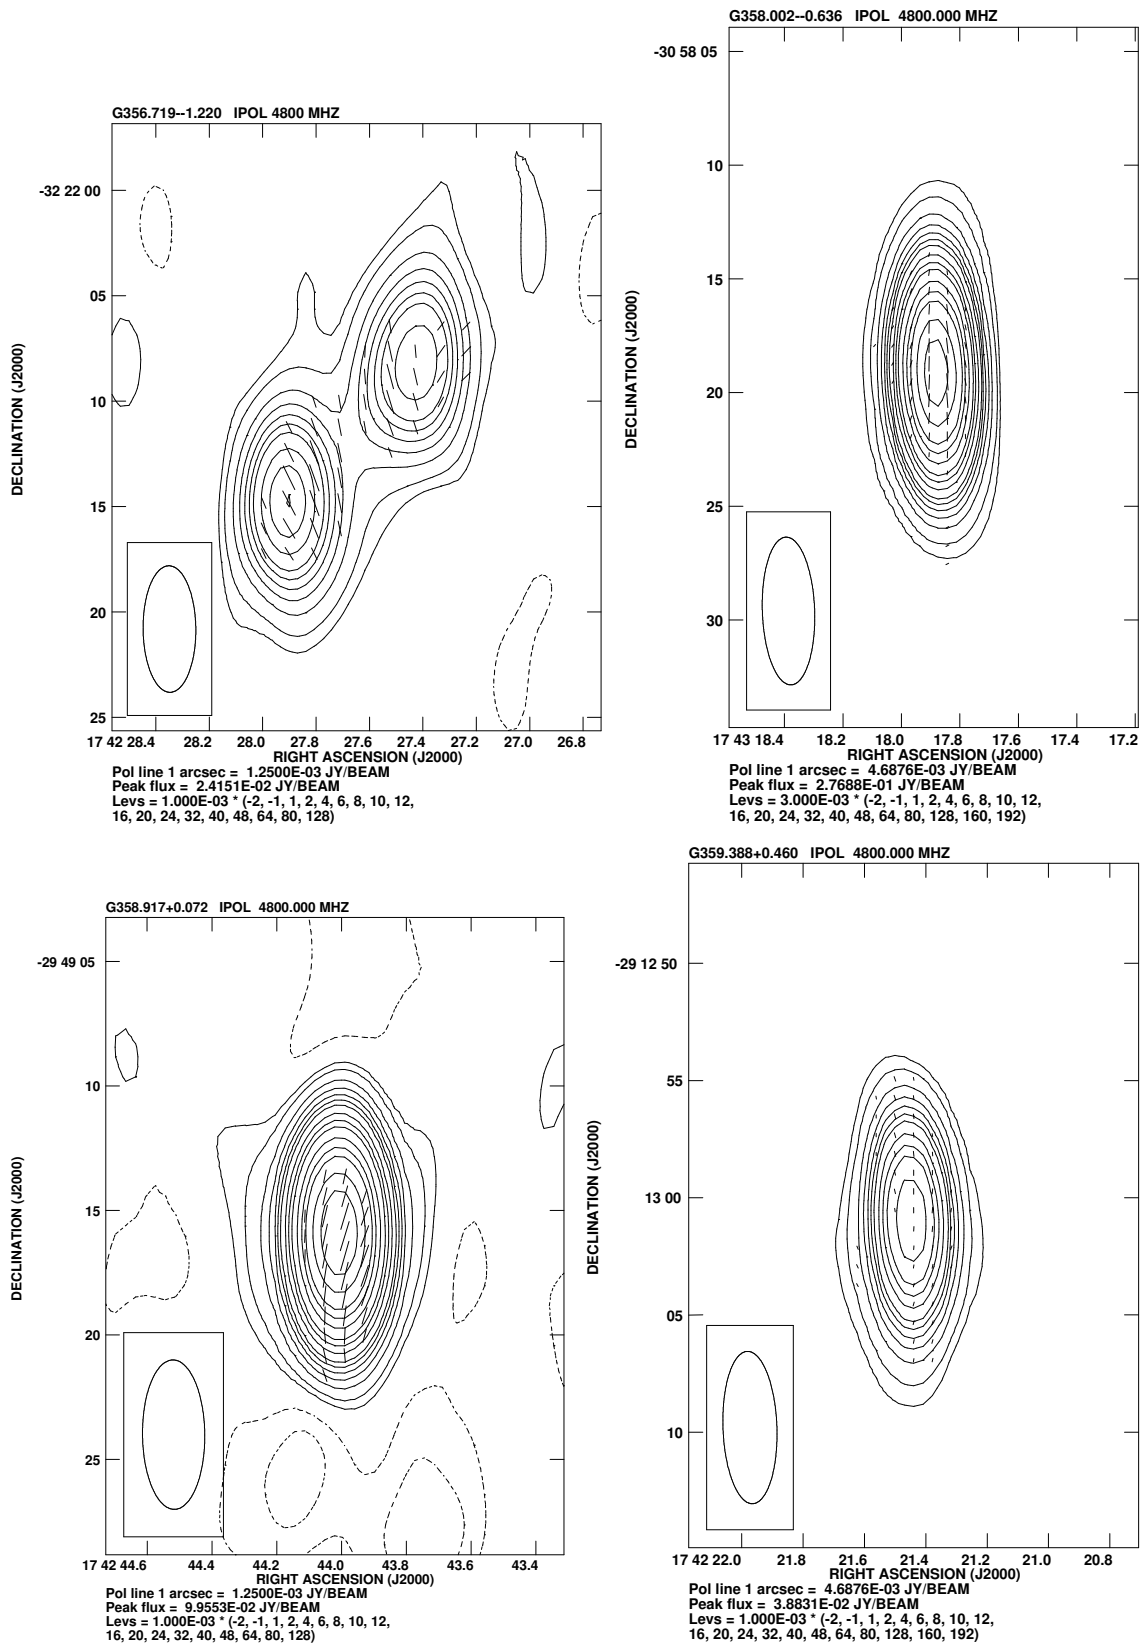 G356.719--1.220 IPOL 4800 MHZ
-32 22 00
05
10
15
20
25
DECLINATION (J2000)
17 42 28.4 28.2 28.0 27.8 27.6 27.4 27.2 27.0 26.8
RIGHT ASCENSION (J2000)
Pol line 1 arcsec = 1.2500E-03 JY/BEAM
Peak flux = 2.4151E-02 JY/BEAM
Levs = 1.000E-03 * (-2, -1, 1, 2, 4, 6, 8, 10, 12,
16, 20, 24, 32, 40, 48, 64, 80, 128)
G358.002--0.636 IPOL 4800.000 MHZ
-30 58 05
10
15
20
25
30
DECLINATION (J2000)
17 43 18.4 18.2 18.0 17.8 17.6 17.4 17.2
RIGHT ASCENSION (J2000)
Pol line 1 arcsec = 4.6876E-03 JY/BEAM
Peak flux = 2.7688E-01 JY/BEAM
Levs = 3.000E-03 * (-2, -1, 1, 2, 4, 6, 8, 10, 12,
16, 20, 24, 32, 40, 48, 64, 80, 128, 160, 192)
G358.917+0.072 IPOL 4800.000 MHZ
-29 49 05
10
15
20
25
DECLINATION (J2000)
17 42 44.6 44.4 44.2 44.0 43.8 43.6 43.4
RIGHT ASCENSION (J2000)
Pol line 1 arcsec = 1.2500E-03 JY/BEAM
Peak flux = 9.9553E-02 JY/BEAM
Levs = 1.000E-03 * (-2, -1, 1, 2, 4, 6, 8, 10, 12,
16, 20, 24, 32, 40, 48, 64, 80, 128)
G359.388+0.460 IPOL 4800.000 MHZ
-29 12 50
55
13 00
05
10
DECLINATION (J2000)
17 42 22.0 21.8 21.6 21.4 21.2 21.0 20.8
RIGHT ASCENSION (J2000)
Pol line 1 arcsec = 4.6876E-03 JY/BEAM
Peak flux = 3.8831E-02 JY/BEAM
Levs = 1.000E-03 * (-2, -1, 1, 2, 4, 6, 8, 10, 12,
16, 20, 24, 32, 40, 48, 64, 80, 128, 160, 192)